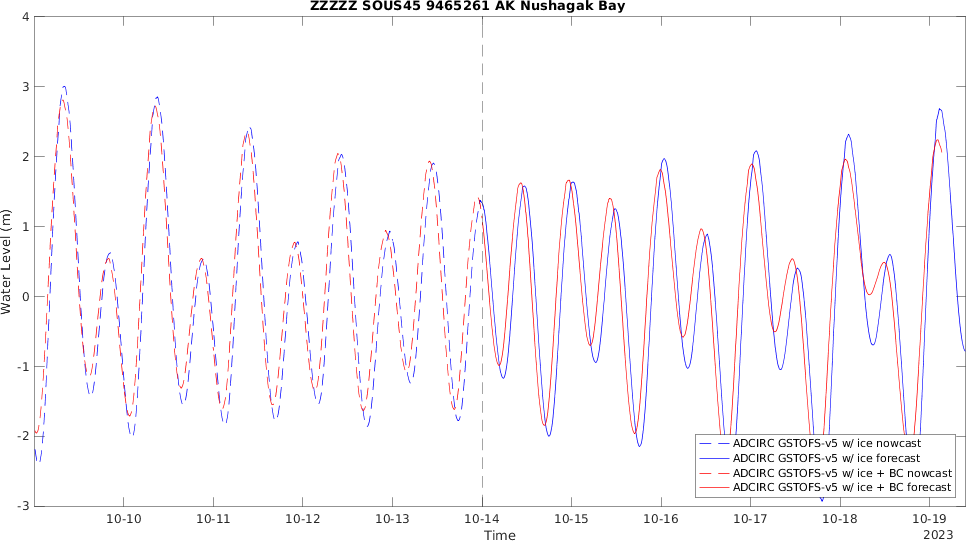 ZZZZZ SOUS45 9465261 AK Nushagak Bay
4
3
2
1
0
-1
-2
-3
Water Level (m)
ADCIRC GSTOFS-v5 w/ ice nowcast
ADCIRC GSTOFS-v5 w/ ice forecast
ADCIRC GSTOFS-v5 w/ ice + BC nowcast
ADCIRC GSTOFS-v5 w/ ice + BC forecast
10-10 10-11 10-12 10-13 10-14 10-15 10-16 10-17 10-18 10-19
Time
2023